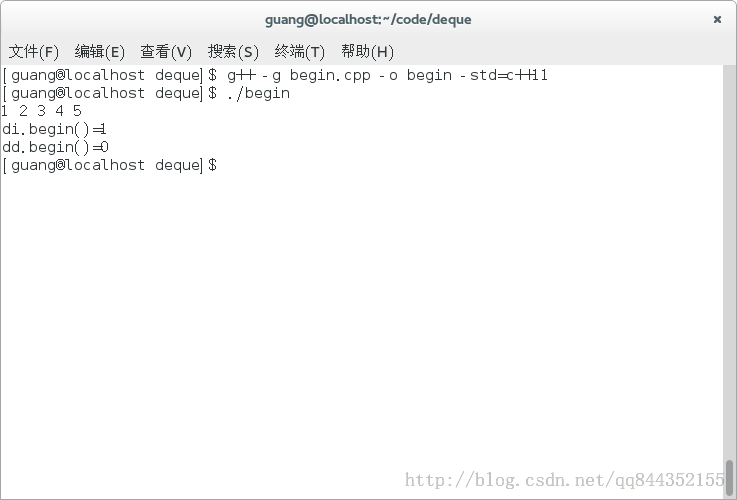 guang@localhost:~/code/deque
文件(F) 编辑(E) 查看(V) 搜索(S) 终端(T) 帮助(H)
[guang@localhost deque]$ g++ -g begin.cpp -o begin -std=c++11
[guang@localhost deque]$ ./begin
1 2 3 4 5
di.begin()=1
dd.begin()=0
[guang@localhost deque]$
http://blog.csdn.net/qq844352155